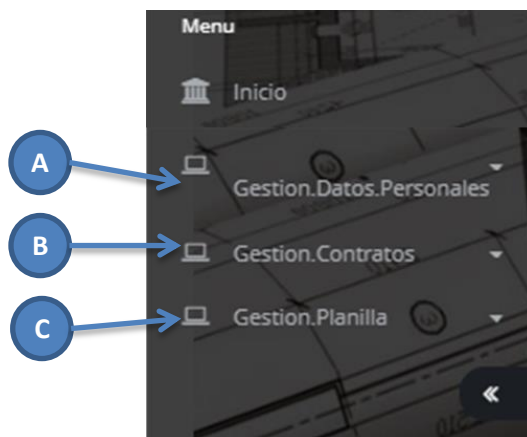 Menu
Inicio
A
Gestion.Datos.Personales
B
Gestion.Contratos
C
Gestion.Planilla